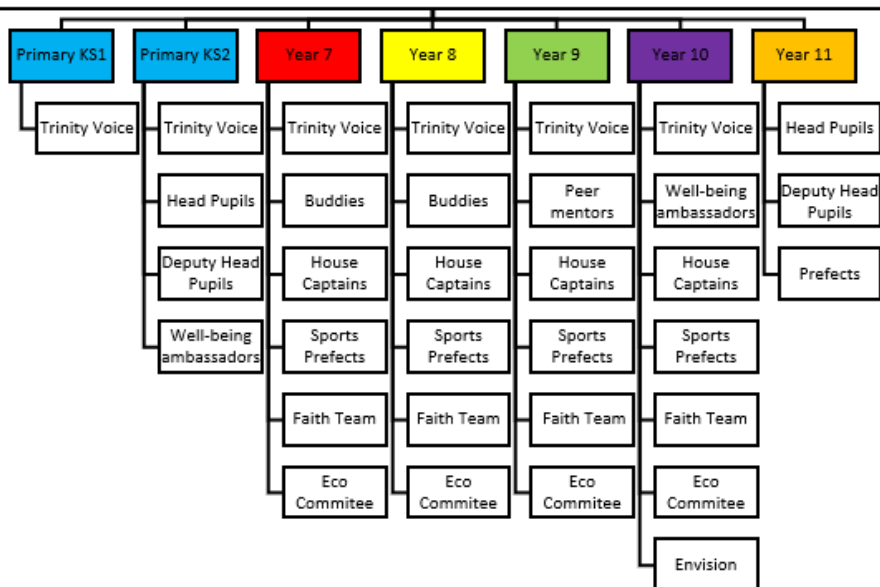 Primary KS1
Primary KS2
Year 7
Year 8
Year 9
Year 10
Year 11
Trinity Voice
Trinity Voice
Trinity Voice
Trinity Voice
Trinity Voice
Trinity Voice
Head Pupils
Head Pupils
Buddies
Buddies
Peer
mentors
Well-being
ambassadors
Deputy Head
Pupils
Deputy Head
Pupils
House
Captains
House
Captains
House
Captains
House
Captains
Prefects
Well-being
ambassadors
Sports
Prefects
Sports
Prefects
Sports
Prefects
Sports
Prefects
Faith Team
Faith Team
Faith Team
Faith Team
Eco
Commitee
Eco
Commitee
Eco
Commitee
Eco
Commitee
Envision